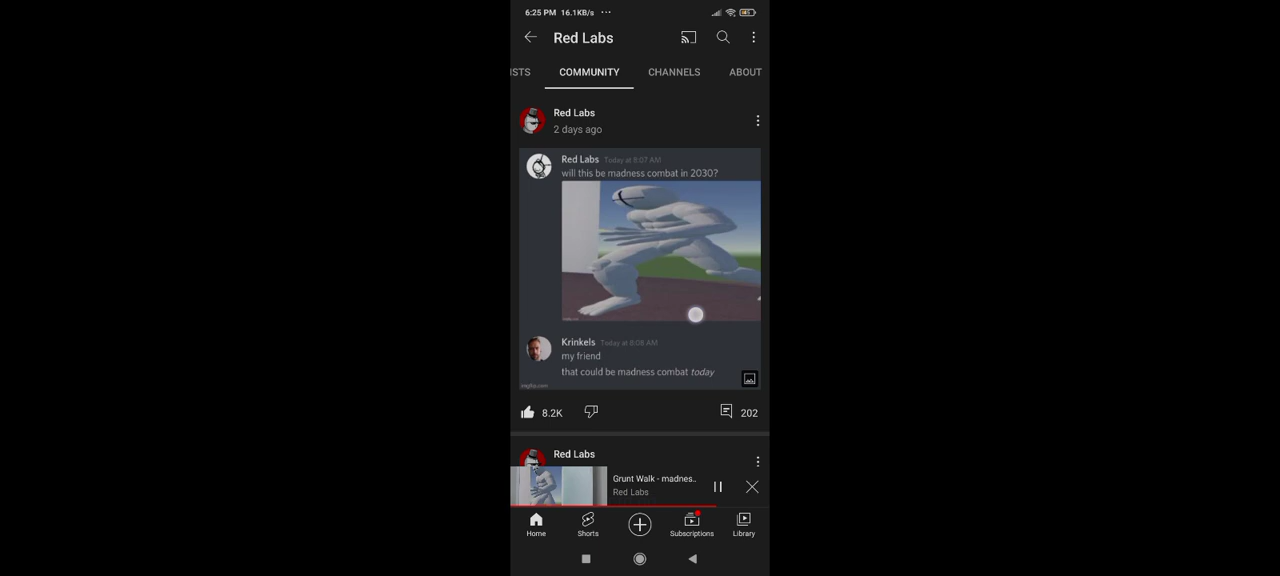 6:25 PM 16.1KB/s ···
Red Labs
ISTS COMMUNITY CHANNELS ABOUT
Red Labs
2 days ago
Red Labs Today at 8:07 AM
will this be madness combat in 2030?
Krinkels Today at 8:08 AM
my friend
that could be madness combat today
imgflip.com
8.2K 202
Red Labs
Grunt Walk - madnes..
Red Labs
Home Shorts Subscriptions Library